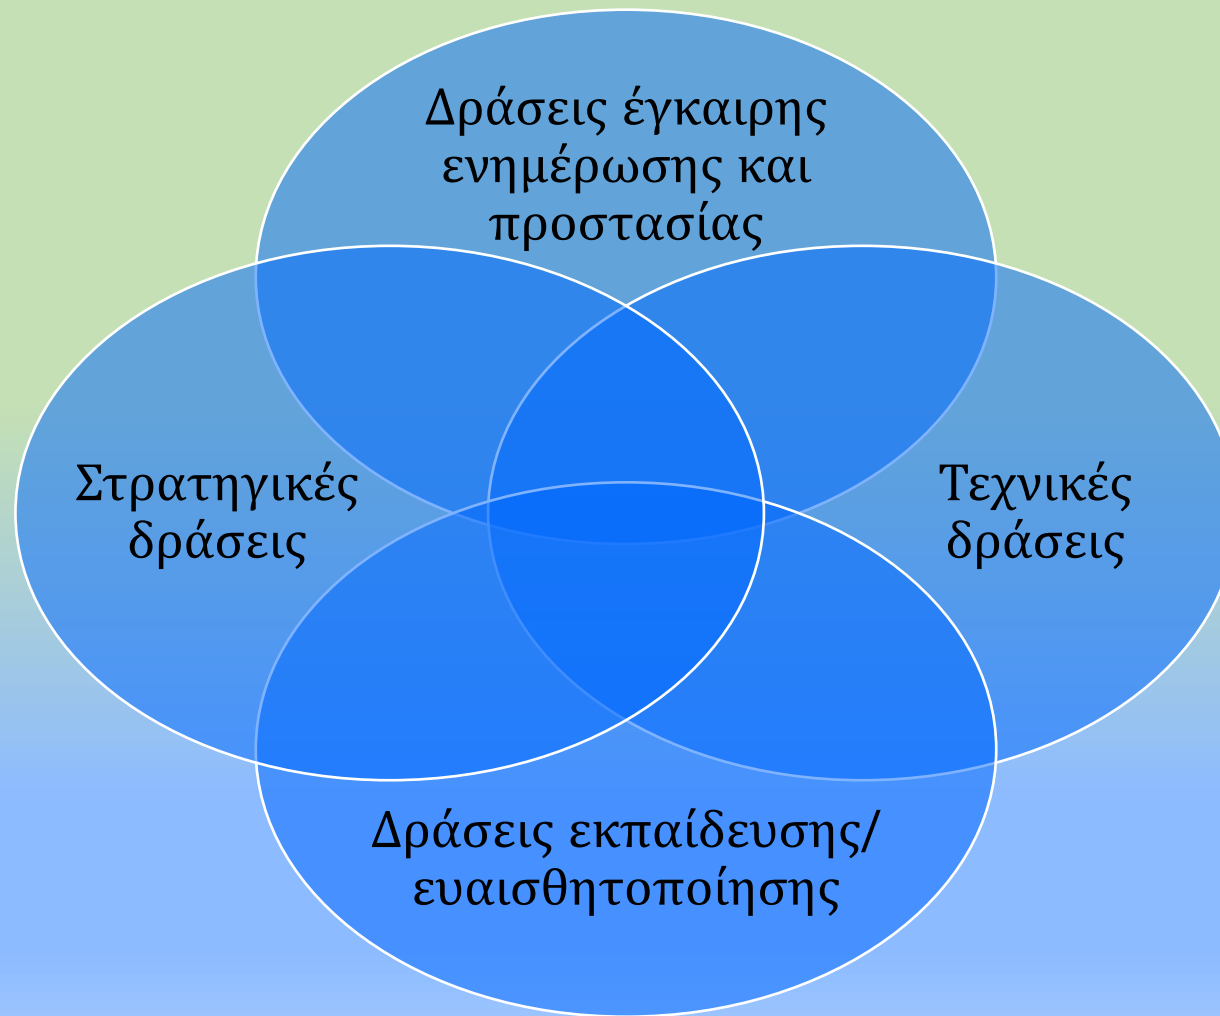 Δράσεις έγκαιρης
ενημέρωσης και
προστασίας
Στρατηγικές
δράσεις
Τεχνικές
δράσεις
Δράσεις εκπαίδευσης/
ευαισθητοποίησης